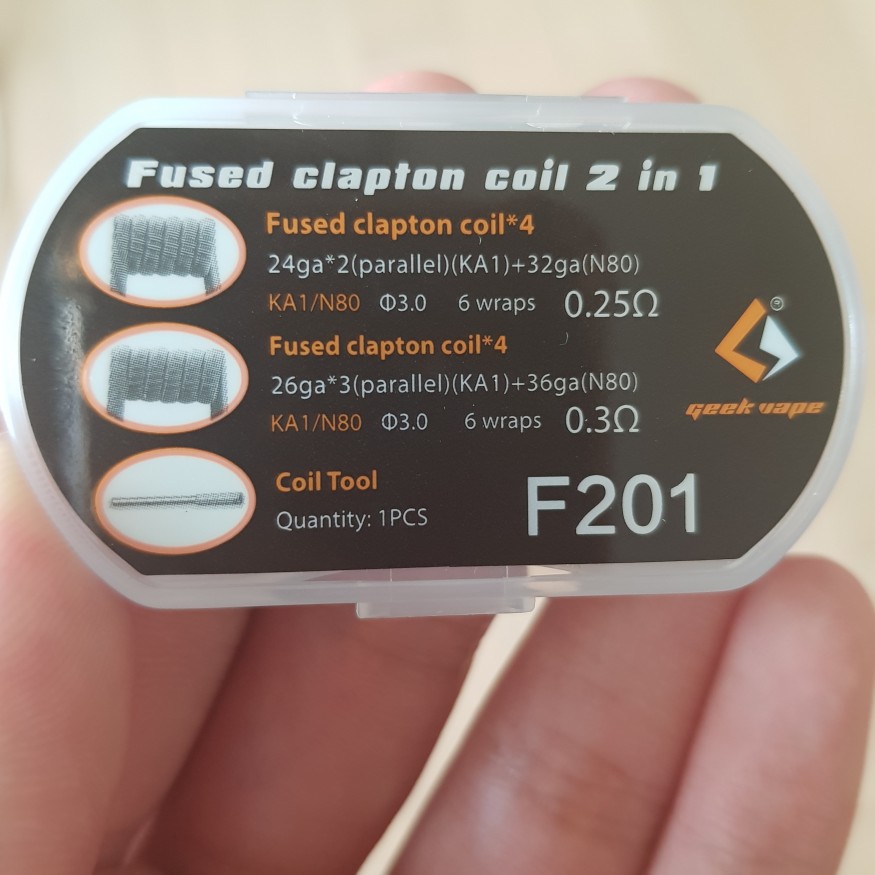 Fused clapton coil 2 in 1
Fused clapton coil*4
24ga*2(parallel)(KA1)+32ga(N80)
KA1/N80 Φ3.0 6 wraps 0.25Ω
Fused clapton coil*4
26ga*3(parallel)(KA1)+36ga(N80)
KA1/N80 Φ3.0 6 wraps 0.3Ω
®
geek vape
Coil Tool
Quantity: 1PCS
F201